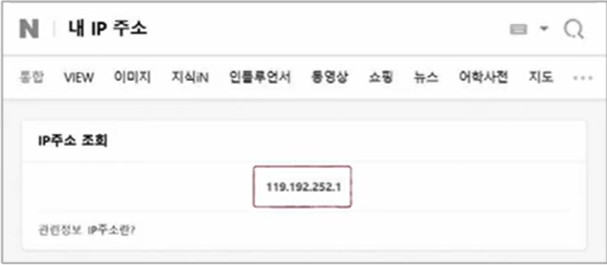 N 내 IP 주소
통합 VIEW 이미지 지식iN 인플루언서 동영상 쇼핑 뉴스 어학사전 지도
IP주소 조회
119.192.252.1
관련정보 IP주소란?